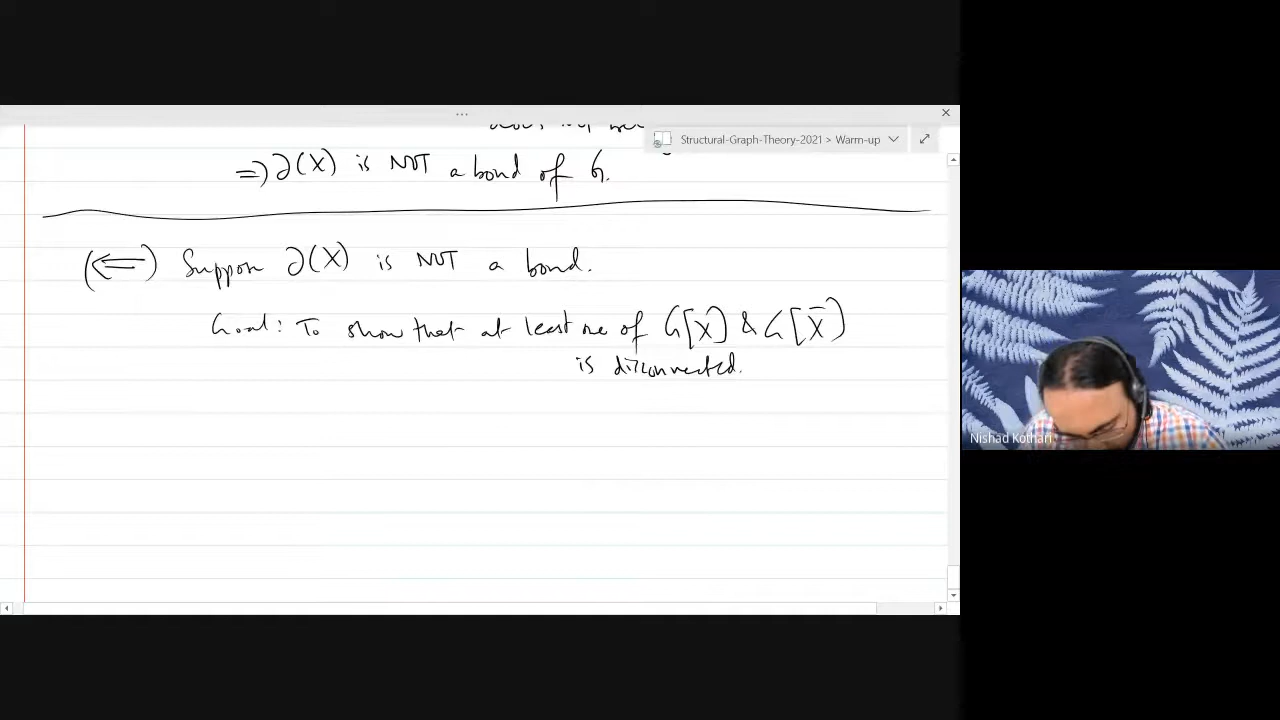 Structural-Graph-Theory-2021 > Warm-up
=> ∂(X) is NOT a bond of G.
(<==) Suppose ∂(X) is NOT a bond.
Goal: To show that at least one of G[X] & G[X̄]
is disconnected.
Nishad Kothari